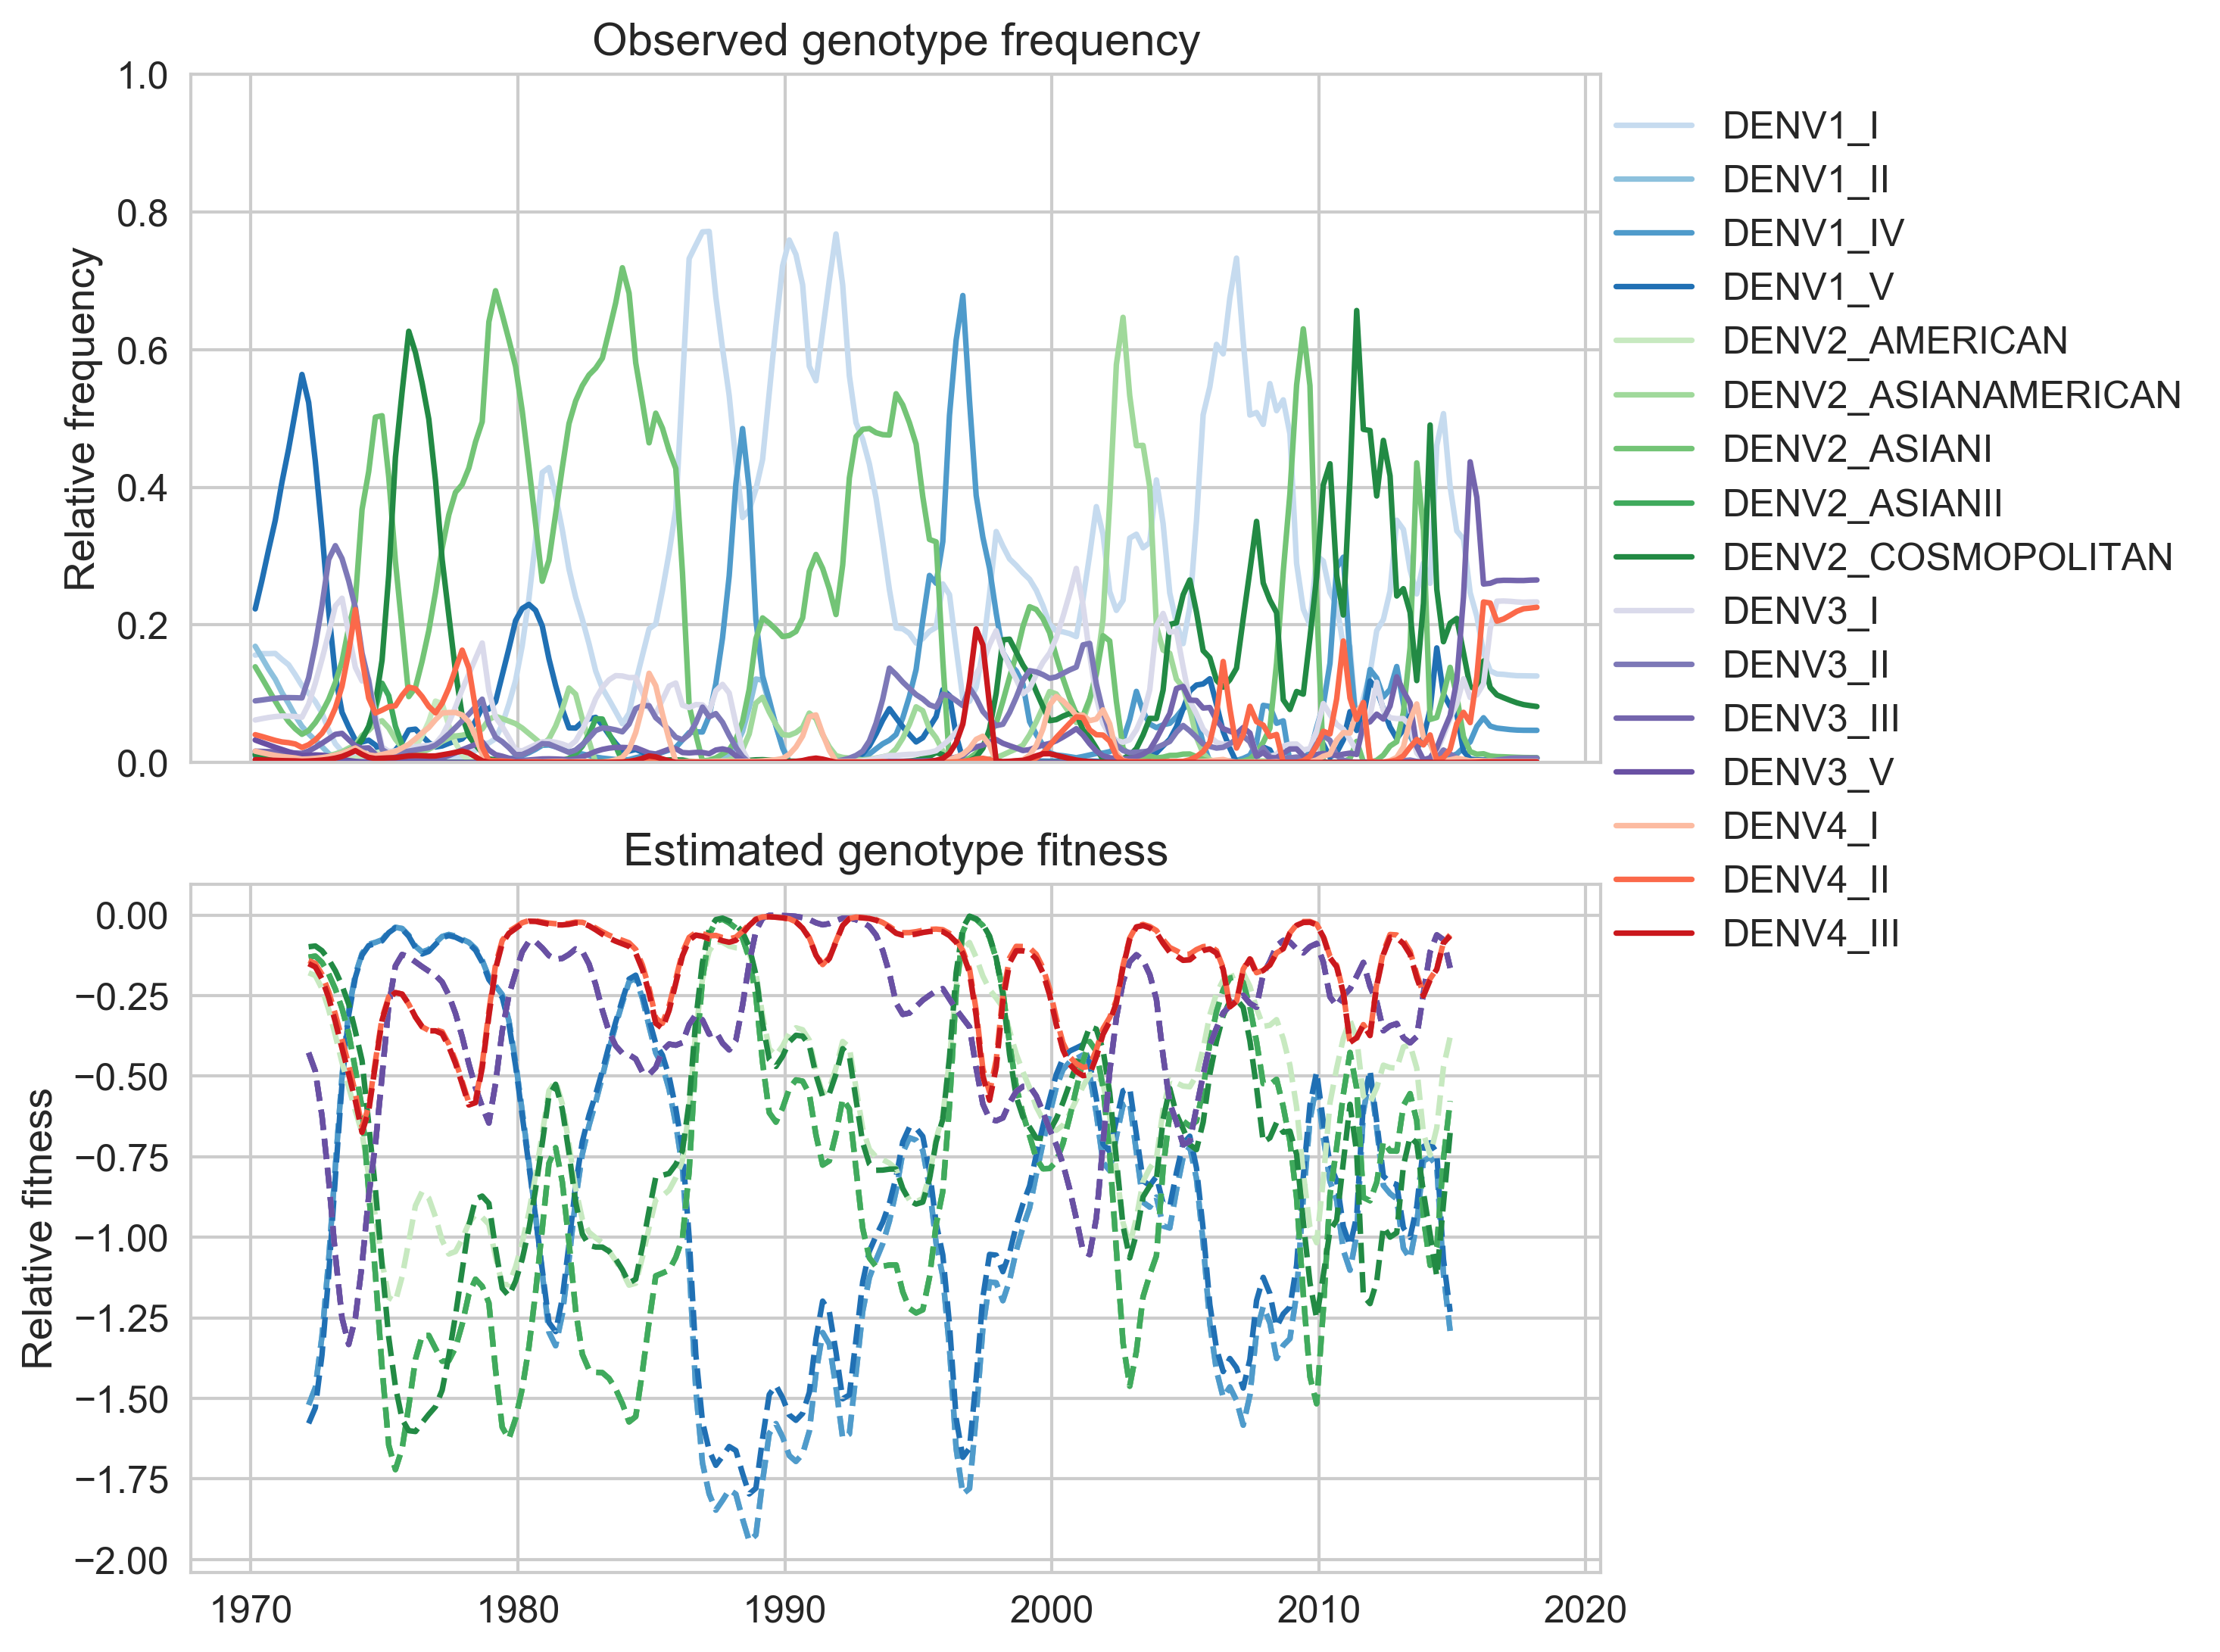 Observed genotype frequency
1.0
0.8
0.6
0.4
0.2
0.0
Relative frequency
DENV1_I
DENV1_II
DENV1_IV
DENV1_V
DENV2_AMERICAN
DENV2_ASIANAMERICAN
DENV2_ASIANI
DENV2_ASIANII
DENV2_COSMOPOLITAN
DENV3_I
DENV3_II
DENV3_III
DENV3_V
DENV4_I
DENV4_II
DENV4_III
Estimated genotype fitness
0.00
−0.25
−0.50
−0.75
−1.00
−1.25
−1.50
−1.75
−2.00
Relative fitness
1970
1980
1990
2000
2010
2020